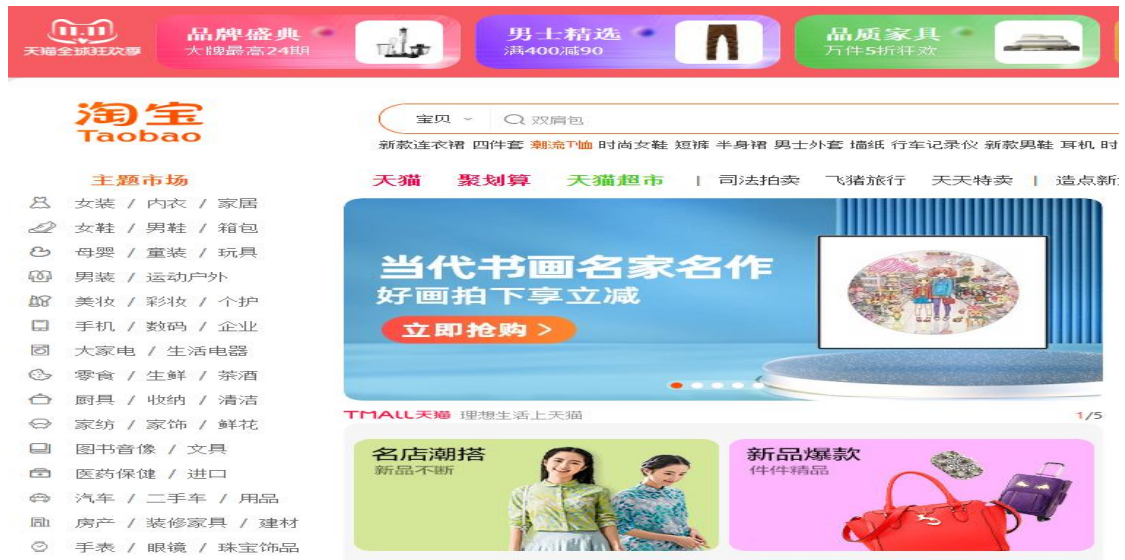 11.11
天猫全球狂欢季
品牌盛典
大牌最高24期
男士精选
满400减90
品质家具
万件5折狂欢
淘宝
Taobao
宝贝 双肩包
新款连衣裙 四件套 潮流T恤 时尚女鞋 短裤 半身裙 男士外套 墙纸 行车记录仪 新款男鞋 耳机 时
主题市场
天猫 聚划算 天猫超市 | 司法拍卖 飞猪旅行 天天特卖 | 造点新
女装 / 内衣 / 家居
女鞋 / 男鞋 / 箱包
母婴 / 童装 / 玩具
男装 / 运动户外
美妆 / 彩妆 / 个护
手机 / 数码 / 企业
大家电 / 生活电器
零食 / 生鲜 / 茶酒
厨具 / 收纳 / 清洁
家纺 / 家饰 / 鲜花
图书音像 / 文具
医药保健 / 进口
汽车 / 二手车 / 用品
房产 / 装修家具 / 建材
手表 / 眼镜 / 珠宝饰品
当代书画名家名作
好画拍下享立减
立即抢购 >
TMALL天猫 理想生活上天猫
1/5
名店潮搭
新品不断
新品爆款
件件精品